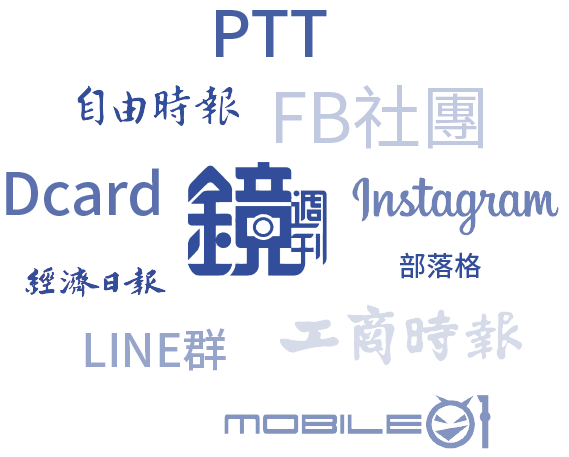 PTT
自由時報
FB社團
Dcard
鏡週刊
Instagram
部落格
經濟日報
LINE群
工商時報
MOBILE01